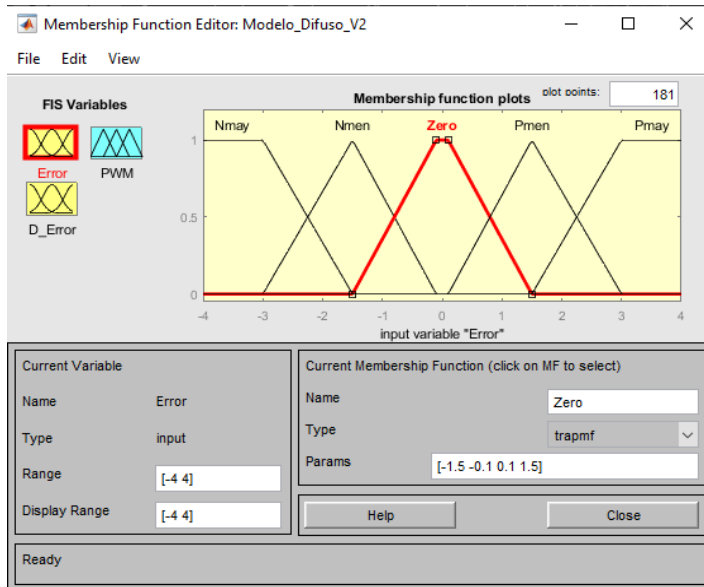 Membership Function Editor: Modelo_Difuso_V2
File Edit View
FIS Variables
Error
PWM
D_Error
Membership function plots
plot points:
181
Nmay
Nmen
Zero
Pmen
Pmay
1
0.5
0
-4 -3 -2 -1 0 1 2 3 4
input variable "Error"
Current Variable
Name Error
Type input
Range [-4 4]
Display Range [-4 4]
Current Membership Function (click on MF to select)
Name Zero
Type trapmf
Params [-1.5 -0.1 0.1 1.5]
Help
Close
Ready